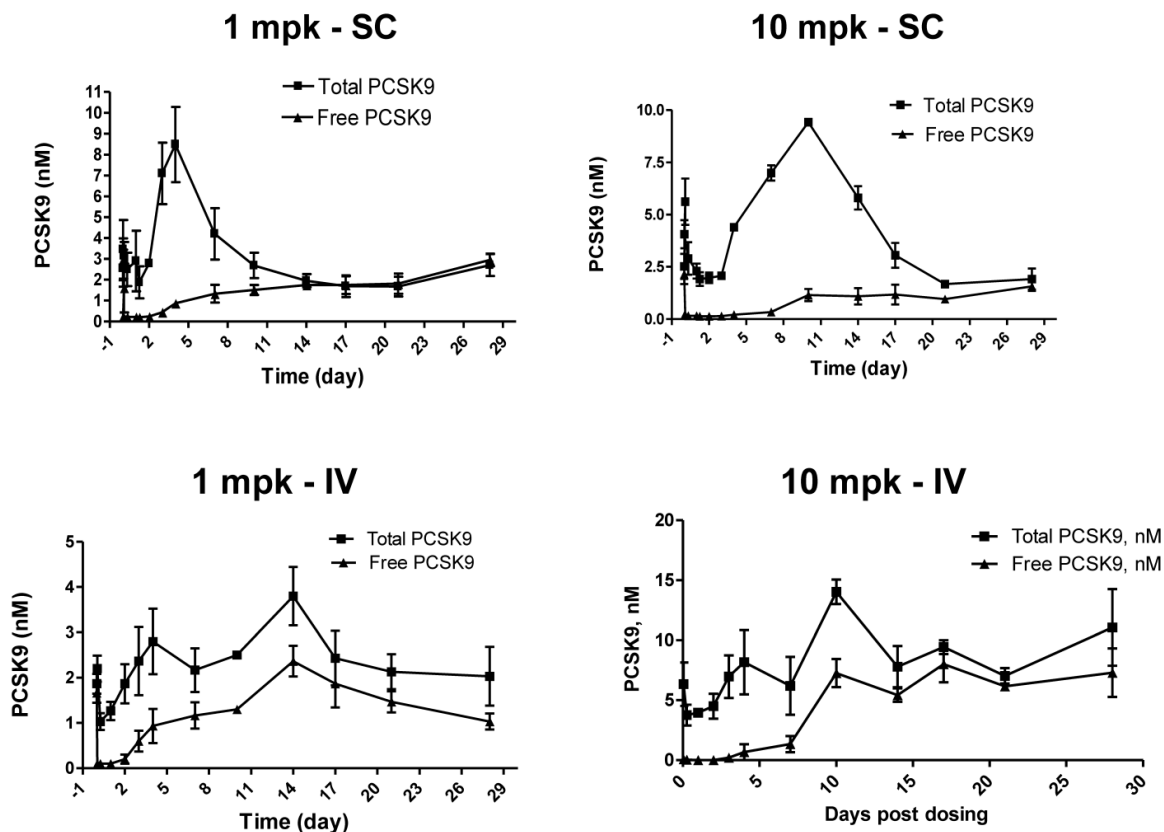 1 mpk - SC
Total PCSK9
Free PCSK9
PCSK9 (nM)
11
10
9
8
7
6
5
4
3
2
1
0
-1 2 5 8 11 14 17 20 23 26 29
Time (day)
10 mpk - SC
Total PCSK9
Free PCSK9
PCSK9 (nM)
10.0
7.5
5.0
2.5
0.0
-1 2 5 8 11 14 17 20 23 26 29
Time (day)
1 mpk - IV
Total PCSK9
Free PCSK9
PCSK9 (nM)
5
4
3
2
1
0
-1 2 5 8 11 14 17 20 23 26 29
Time (day)
10 mpk - IV
Total PCSK9, nM
Free PCSK9, nM
PCSK9, nM
20
15
10
5
0
0 5 10 15 20 25 30
Days post dosing